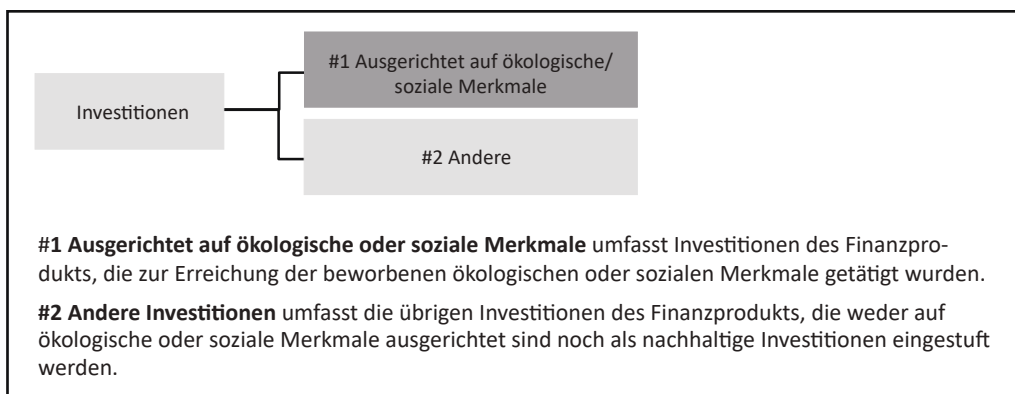 #1 Ausgerichtet auf ökologische/
soziale Merkmale
Investitionen
#2 Andere
#1 Ausgerichtet auf ökologische oder soziale Merkmale umfasst Investitionen des Finanzpro-
dukts, die zur Erreichung der beworbenen ökologischen oder sozialen Merkmale getätigt wurden.
#2 Andere Investitionen umfasst die übrigen Investitionen des Finanzprodukts, die weder auf
ökologische oder soziale Merkmale ausgerichtet sind noch als nachhaltige Investitionen eingestuft
werden.